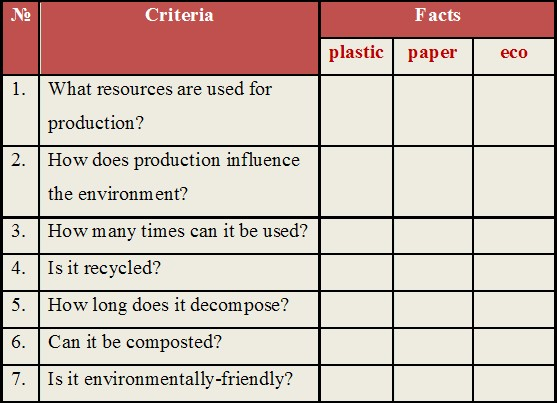 № Criteria Facts
plastic paper eco
1. What resources are used for
production?
2. How does production influence
the environment?
3. How many times can it be used?
4. Is it recycled?
5. How long does it decompose?
6. Can it be composted?
7. Is it environmentally-friendly?